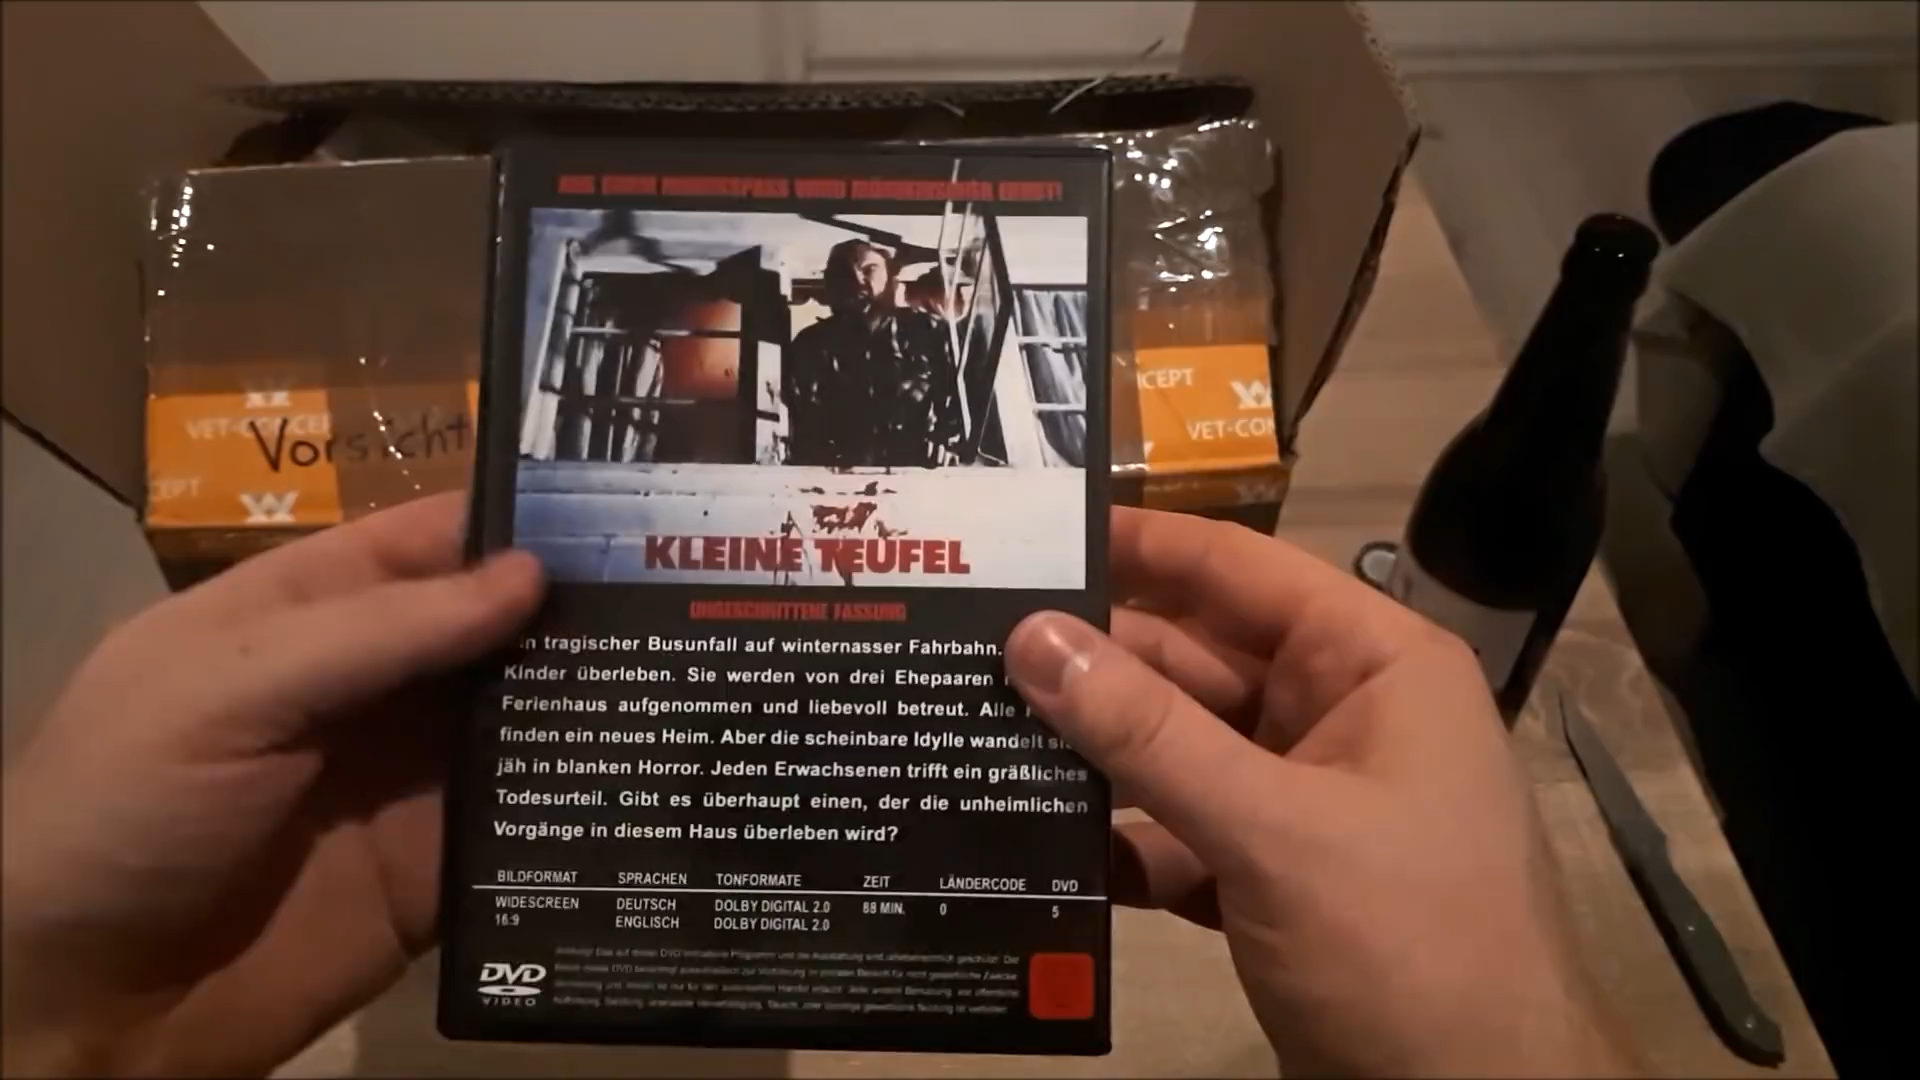 KLEINE TEUFEL
UNGESCHNITTENE FASSUNG
tragischer Busunfall auf winternasser Fahrbahn.
KInder überleben. Sie werden von drei Ehepaaren
Ferienhaus aufgenommen und liebevoll betreut. Alle
finden ein neues Heim. Aber die scheinbare Idylle wandelt
jäh in blanken Horror. Jeden Erwachsenen trifft ein gräßliches
Todesurteil. Gibt es überhaupt einen, der die unheimlichen
Vorgänge in diesem Haus überleben wird?
BILDFORMAT SPRACHEN TONFORMATE ZEIT LÄNDERCODE DVD
WIDESCREEN DEUTSCH DOLBY DIGITAL 2.0 88 MIN. 0 5
16:9 ENGLISCH DOLBY DIGITAL 2.0
DVD
VIDEO
VET-CONCE
Vorsicht
CEPT
ICEPT
VET-CON